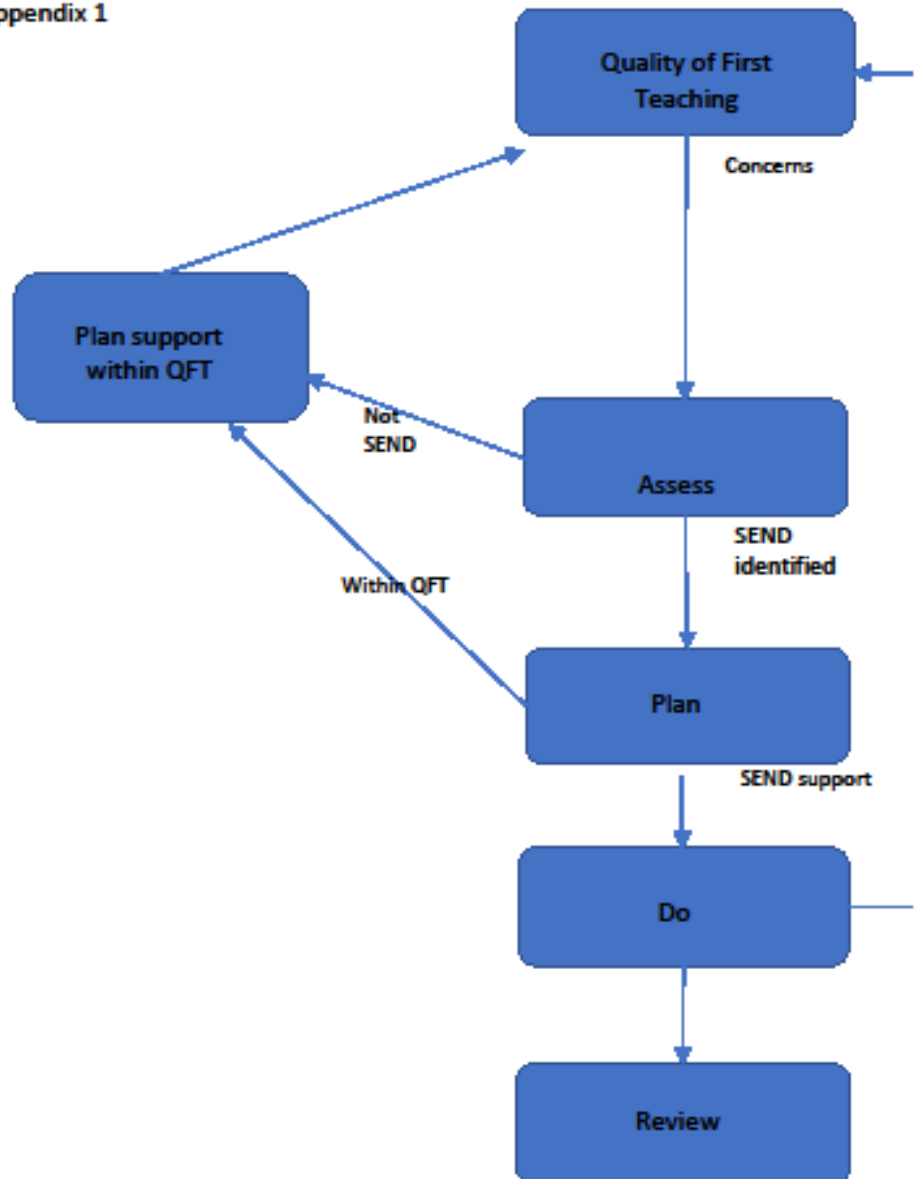 ppendix 1
Quality of First
Teaching
Concerns
Plan support
within QFT
Not
SEND
Assess
SEND
identified
Within QFT
Plan
SEND support
Do
Review